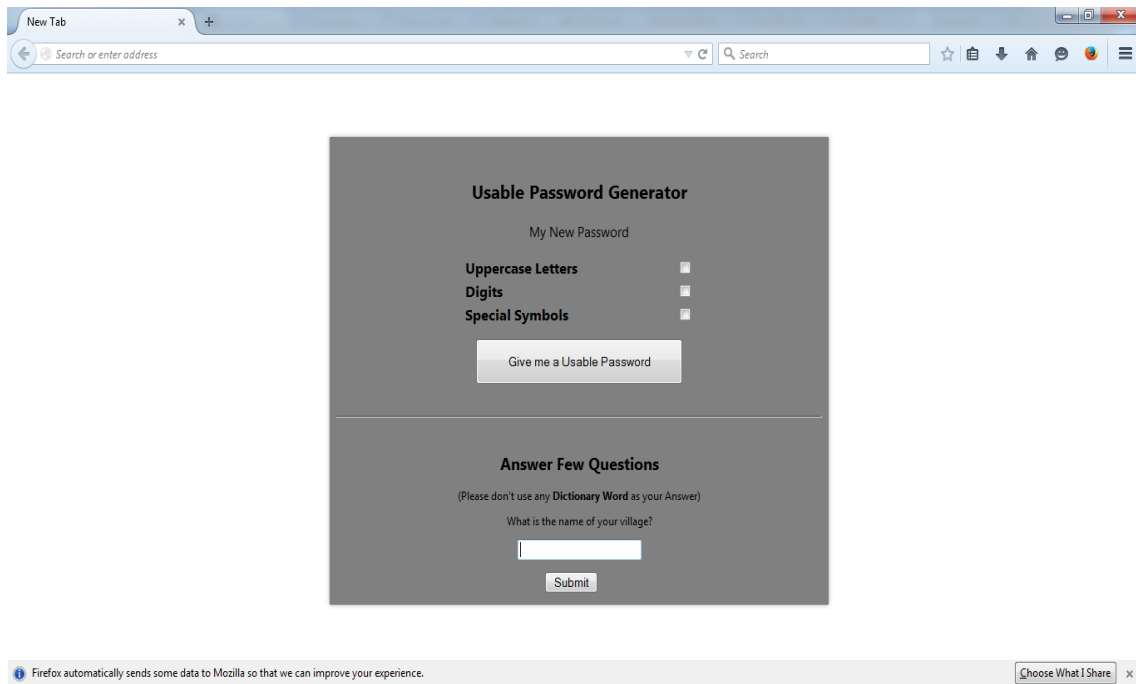 New Tab
Search or enter address
Search
Usable Password Generator
My New Password
Uppercase Letters
Digits
Special Symbols
Give me a Usable Password
Answer Few Questions
(Please don't use any Dictionary Word as your Answer)
What is the name of your village?
Submit
Firefox automatically sends some data to Mozilla so that we can improve your experience.
Choose What I Share